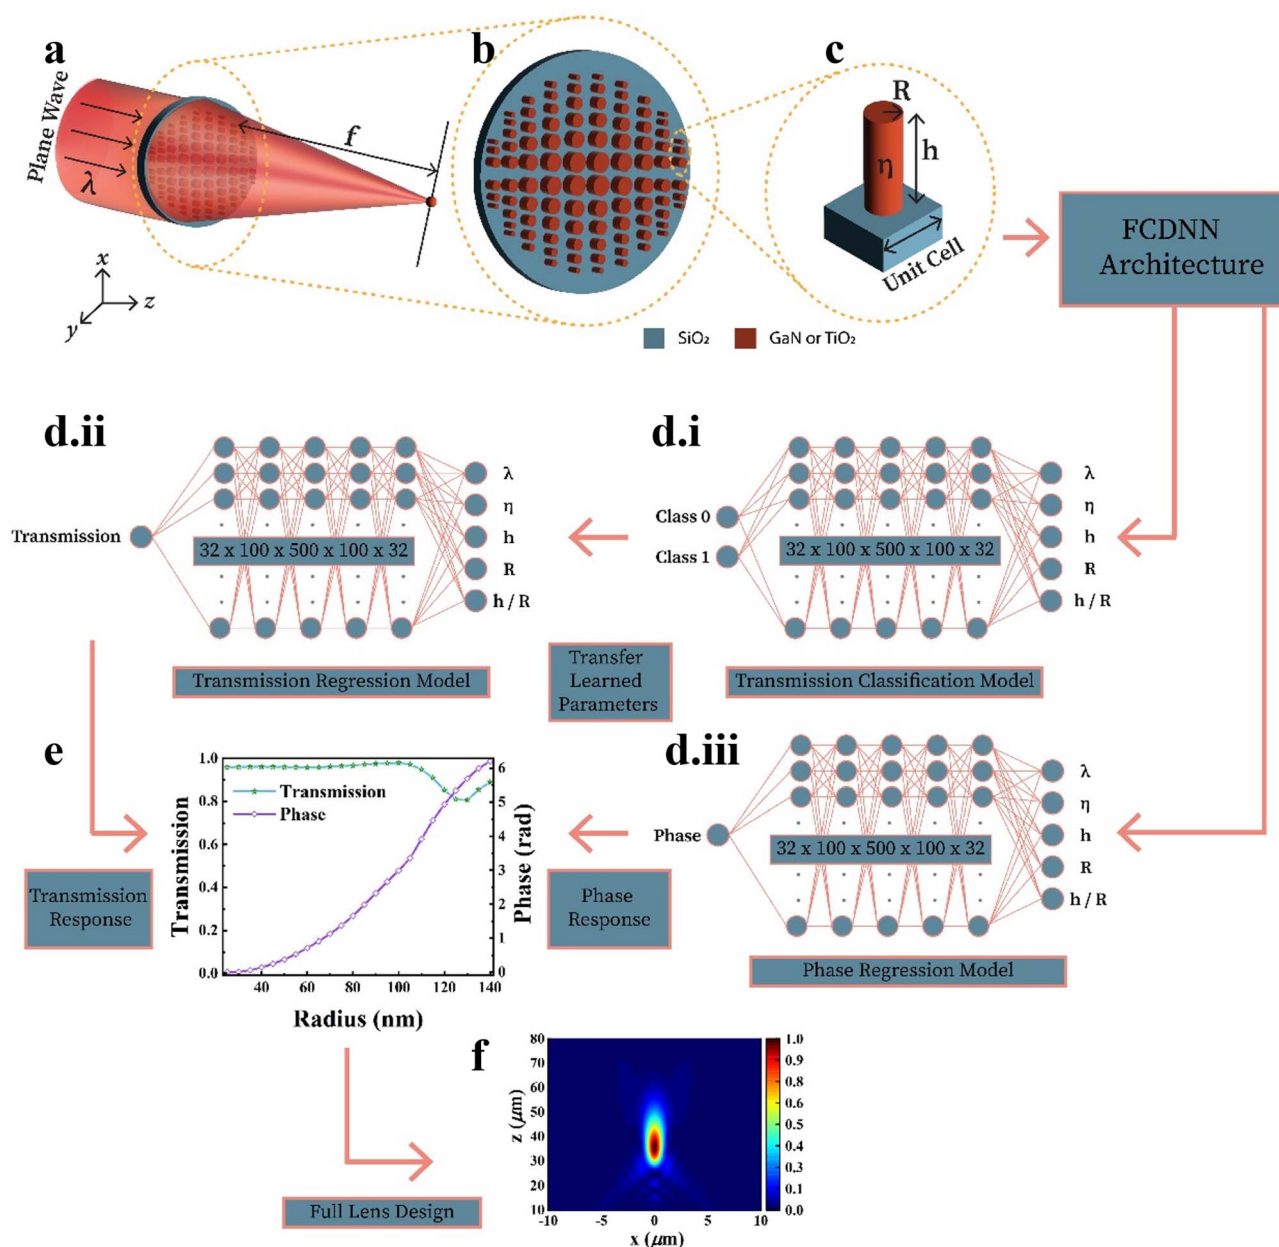 a
b
c
Plane Wave
λ
f
x
y
z
R
η
h
Unit Cell
SiO₂
GaN or TiO₂
FCDNN
Architecture
d.ii
Transmission
32 x 100 x 500 x 100 x 32
λ
η
h
R
h / R
Transmission Regression Model
d.i
Class 0
Class 1
32 x 100 x 500 x 100 x 32
λ
η
h
R
h / R
Transmission Classification Model
Transfer
Learned
Parameters
d.iii
Phase
32 x 100 x 500 x 100 x 32
λ
η
h
R
h / R
Phase Regression Model
e
Transmission
Response
Transmission
1.0
0.8
0.6
0.4
0.2
0.0
Transmission
Phase
40 60 80 100 120 140
Radius (nm)
6
5
4
3
2
1
0
Phase (rad)
Phase
Response
Full Lens Design
f
z (μm)
80
70
60
50
40
30
20
10
-10 -5 0 5 10
x (μm)
1.0
0.9
0.8
0.7
0.6
0.5
0.4
0.3
0.2
0.1
0.0